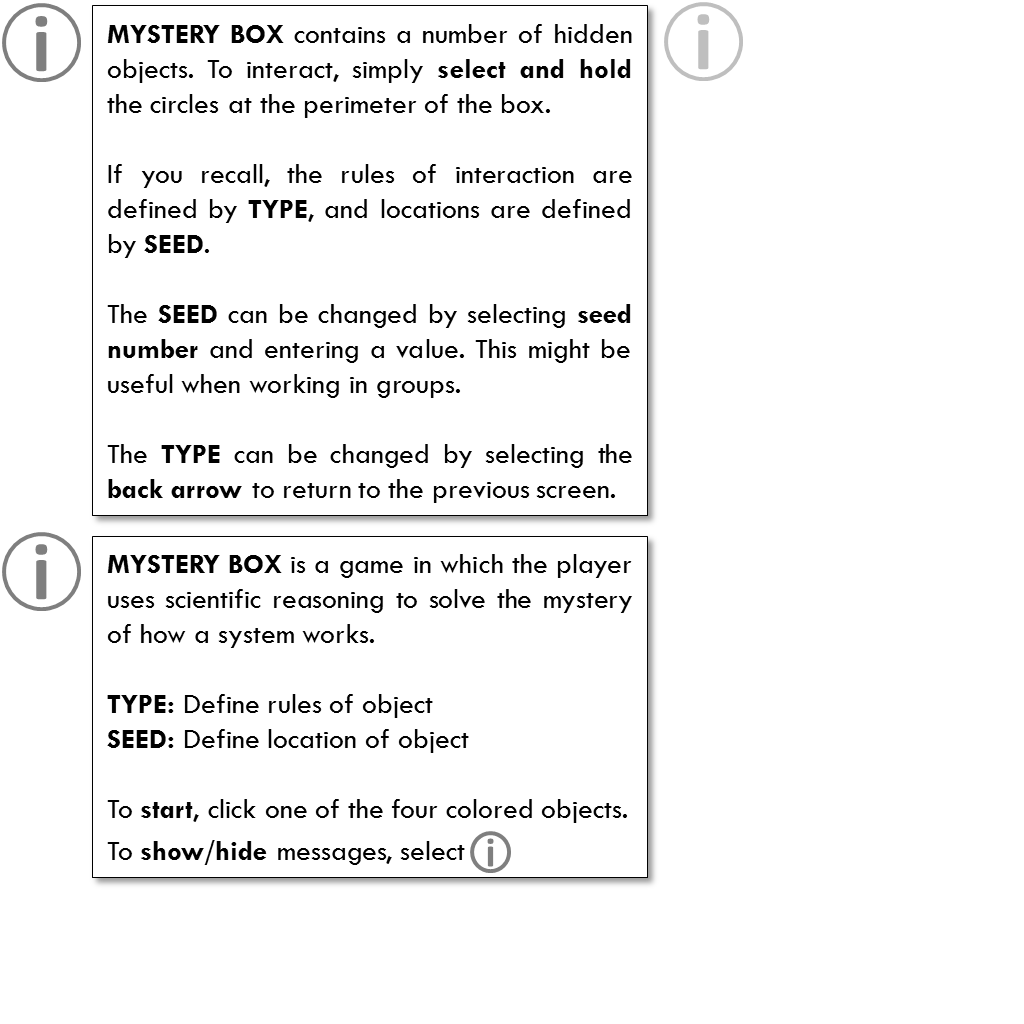 MYSTERY BOX contains a number of hidden
objects. To interact, simply select and hold
the circles at the perimeter of the box.
If you recall, the rules of interaction are
defined by TYPE, and locations are defined
by SEED.
The SEED can be changed by selecting seed
number and entering a value. This might be
useful when working in groups.
The TYPE can be changed by selecting the
back arrow to return to the previous screen.
MYSTERY BOX is a game in which the player
uses scientific reasoning to solve the mystery
of how a system works.
TYPE: Define rules of object
SEED: Define location of object
To start, click one of the four colored objects.
To show/hide messages, select i